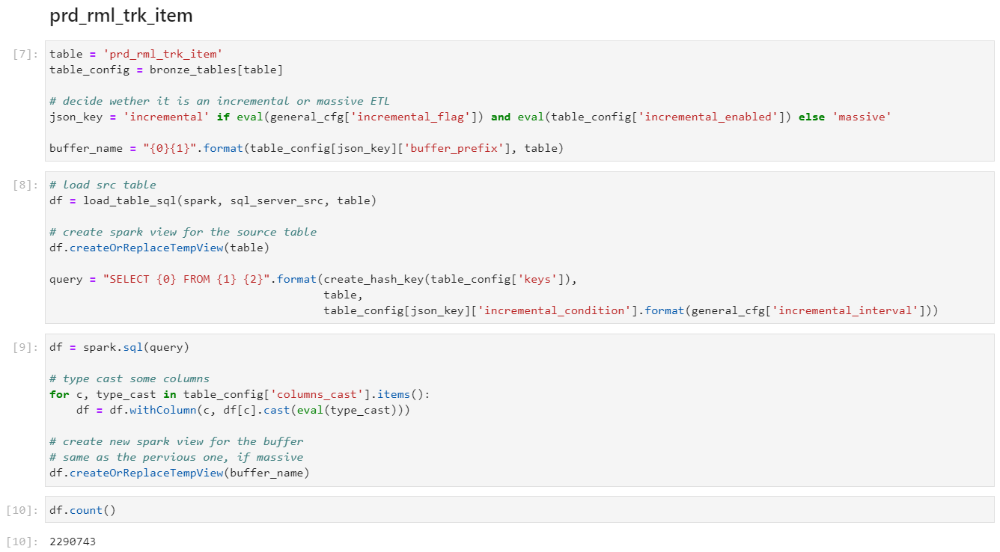 prd_rml_trk_item
[7]: table = 'prd_rml_trk_item'
table_config = bronze_tables[table]
# decide wether it is an incremental or massive ETL
json_key = 'incremental' if eval(general_cfg['incremental_flag']) and eval(table_config['incremental_enabled']) else 'massive'
buffer_name = "{0}{1}".format(table_config[json_key]['buffer_prefix'], table)
[8]: # load src table
df = load_table_sql(spark, sql_server_src, table)
# create spark view for the source table
df.createOrReplaceTempView(table)
query = "SELECT {0} FROM {1} {2}".format(create_hash_key(table_config['keys']),
table,
table_config[json_key]['incremental_condition'].format(general_cfg['incremental_interval']))
[9]: df = spark.sql(query)
# type cast some columns
for c, type_cast in table_config['columns_cast'].items():
df = df.withColumn(c, df[c].cast(eval(type_cast)))
# create new spark view for the buffer
# same as the pervious one, if massive
df.createOrReplaceTempView(buffer_name)
[10]: df.count()
[10]: 2290743